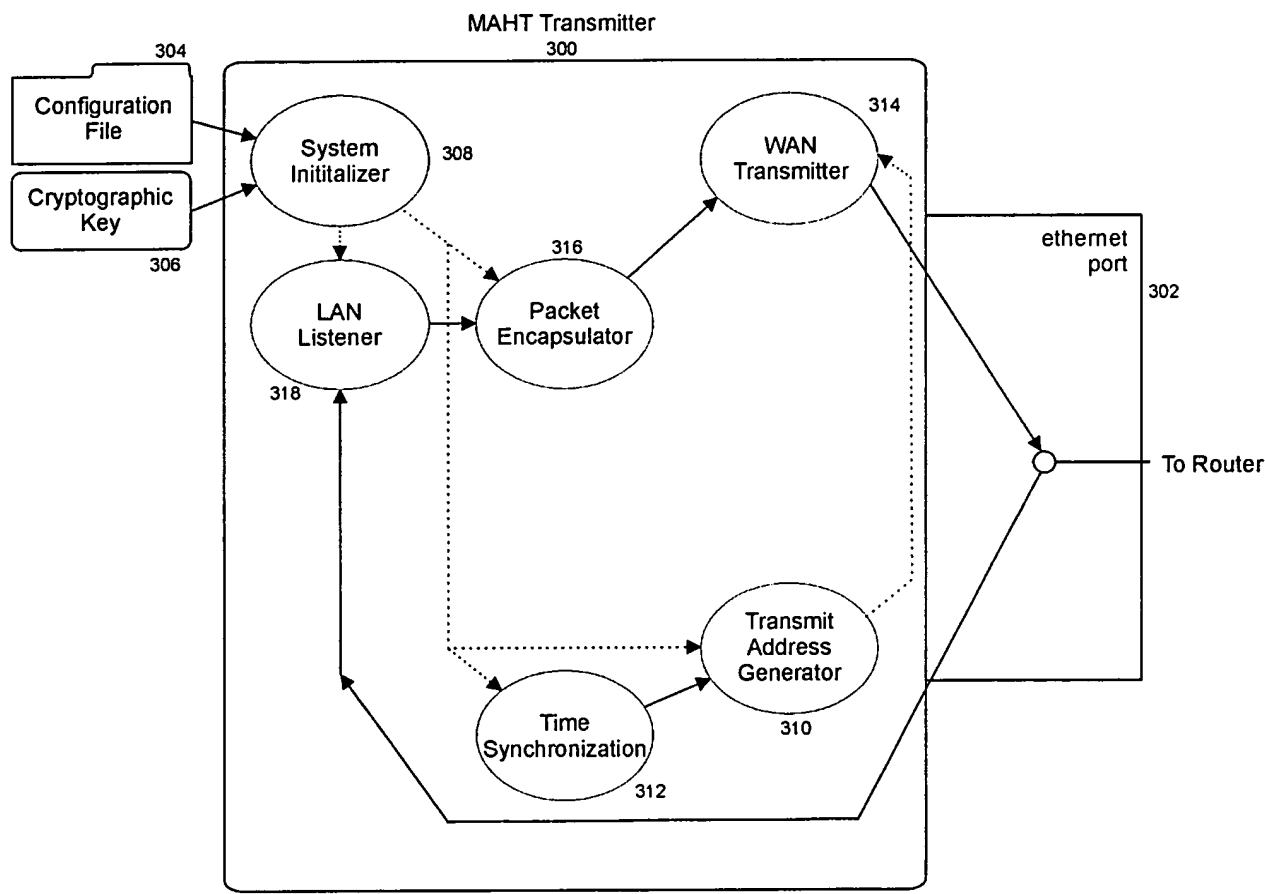 MAHT Transmitter
300
304
Configuration
File
Cryptographic
Key
306
System
Inititalizer
308
314
WAN
Transmitter
ethernet
port
302
316
Packet
Encapsulator
LAN
Listener
318
To Router
Transmit
Address
Generator
310
Time
Synchronization
312